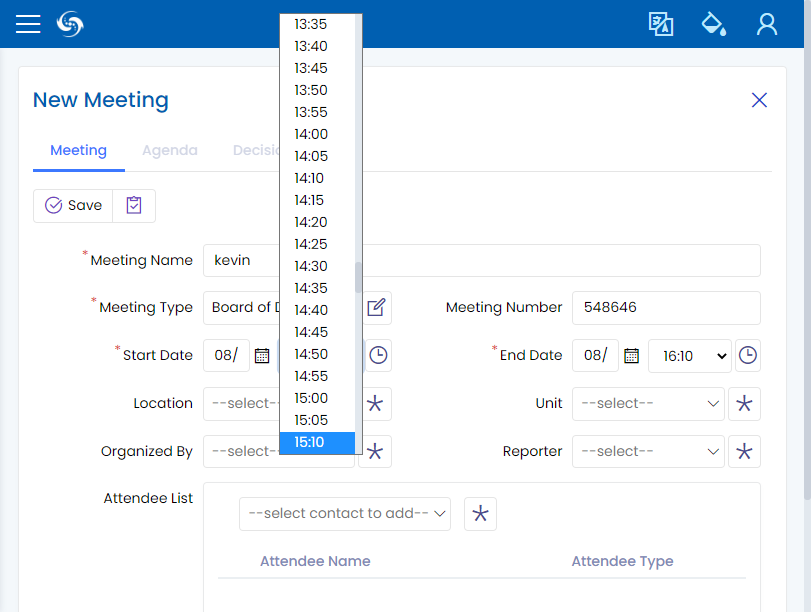 New Meeting
Meeting Agenda
Save
*Meeting Name kevin
*Meeting Type Board of Meeting Number 548646
*Start Date 08/ *End Date 08/ 16:10
Location --select-- Unit --select--
Organized By --select-- Reporter --select--
Attendee List
--select contact to add--
Attendee Name Attendee Type
13:35
13:40
13:45
13:50
13:55
14:00
14:05
14:10
14:15
14:20
14:25
14:30
14:35
14:40
14:45
14:50
14:55
15:00
15:05
15:10